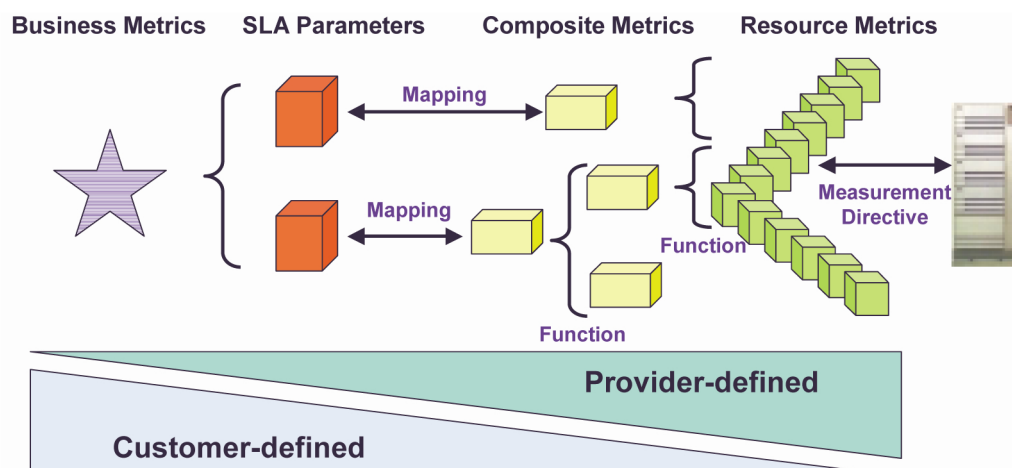 Business Metrics
SLA Parameters
Composite Metrics
Resource Metrics
Mapping
Mapping
Measurement
Directive
Function
Function
Provider-defined
Customer-defined